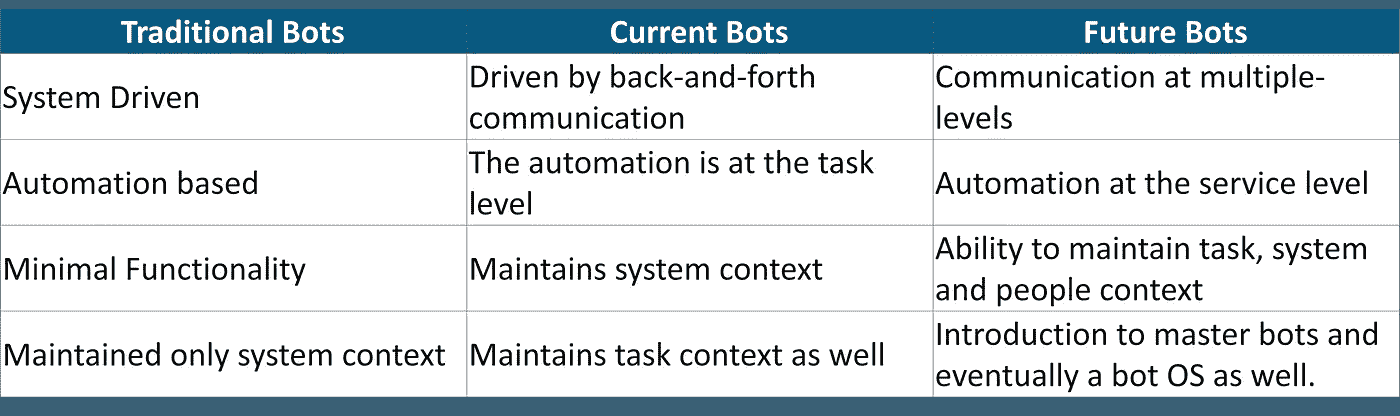 Traditional Bots
Current Bots
Future Bots
System Driven
Driven by back-and-forth
communication
Communication at multiple-
levels
Automation based
The automation is at the task
level
Automation at the service level
Minimal Functionality
Maintains system context
Ability to maintain task, system
and people context
Maintained only system context
Maintains task context as well
Introduction to master bots and
eventually a bot OS as well.